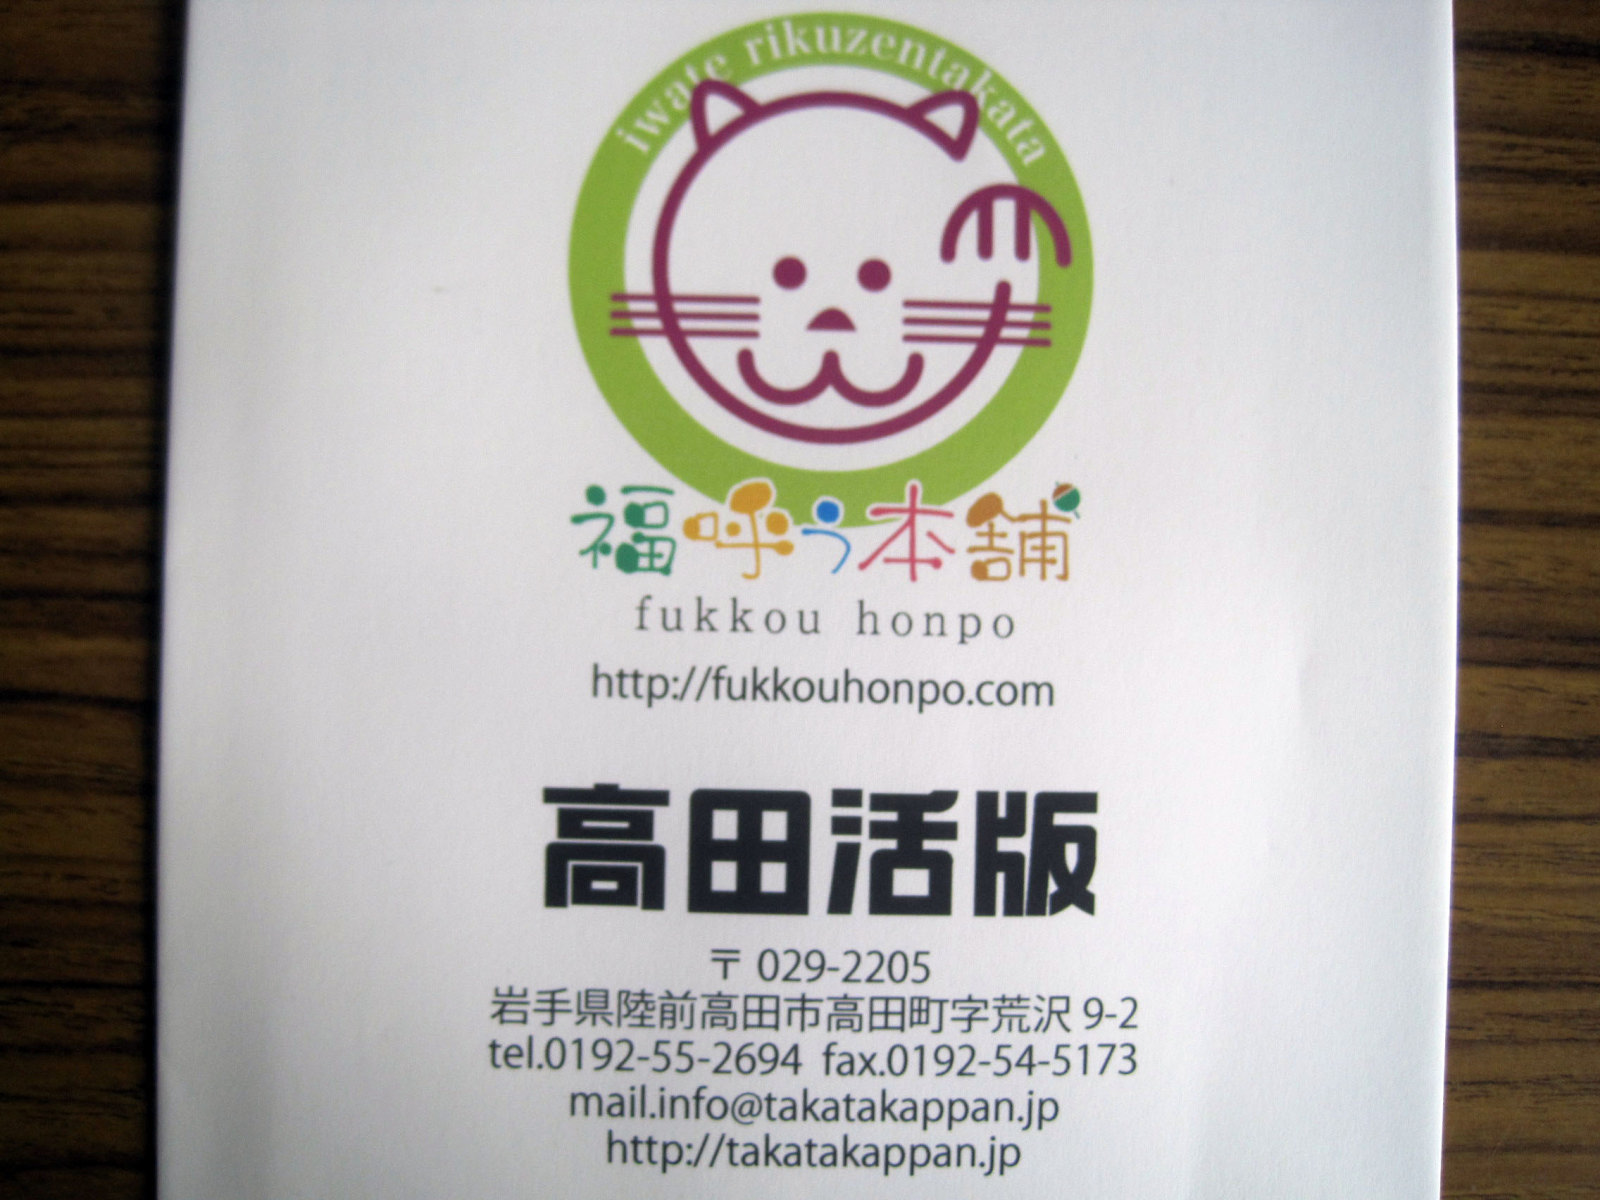 iwate rikuzentakata
福呼う本舗
fukkou honpo
http://fukkouhonpo.com
高田活版
〒029-2205
岩手県陸前高田市高田町字荒沢 9-2
tel.0192-55-2694 fax.0192-54-5173
mail.info@takatakappan.jp
http://takatakappan.jp